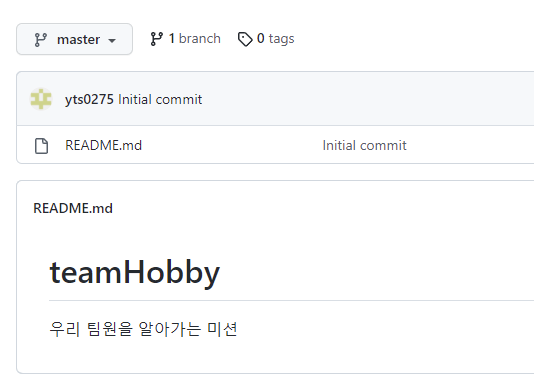 master 1 branch 0 tags
yts0275 Initial commit
README.md Initial commit
README.md
teamHobby
우리 팀원을 알아가는 미션